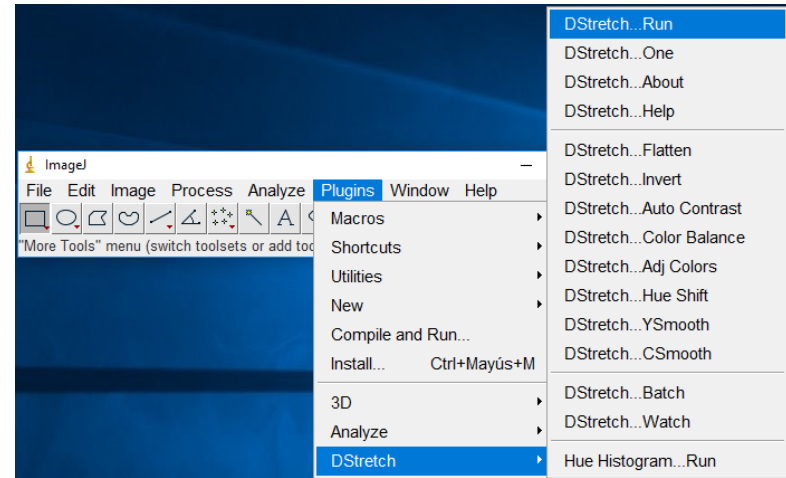 ImageJ
File Edit Image Process Analyze Plugins Window Help
A
"More Tools" menu (switch toolsets or add
Macros
Shortcuts
Utilities
New
Compile and Run...
Install... Ctrl+Mayús+M
3D
Analyze
DStretch
DStretch...Run
DStretch...One
DStretch...About
DStretch...Help
DStretch...Flatten
DStretch...Invert
DStretch...Auto Contrast
DStretch...Color Balance
DStretch...Adj Colors
DStretch...Hue Shift
DStretch...YSmooth
DStretch...CSmooth
DStretch...Batch
DStretch...Watch
Hue Histogram...Run